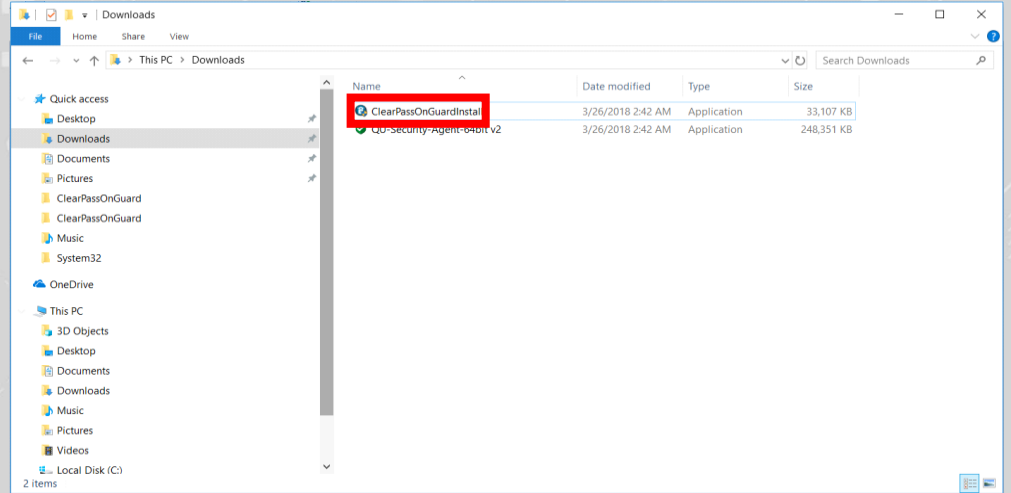 Downloads
File Home Share View
This PC > Downloads
Search Downloads
Name Date modified Type Size
ClearPassOnGuardInstal 3/26/2018 2:42 AM Application 33,107 KB
QU-Security-Agent-64bit v2 3/26/2018 2:42 AM Application 248,351 KB
Quick access
Desktop
Downloads
Documents
Pictures
ClearPassOnGuard
ClearPassOnGuard
Music
System32
OneDrive
This PC
3D Objects
Desktop
Documents
Downloads
Music
Pictures
Videos
Local Disk (C:)
2 items